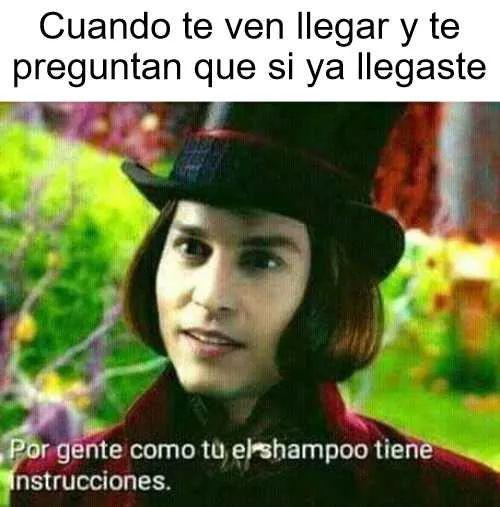 Cuando te ven llegar y te
preguntan que si ya llegaste
Por gente como tu el shampoo tiene
instrucciones.